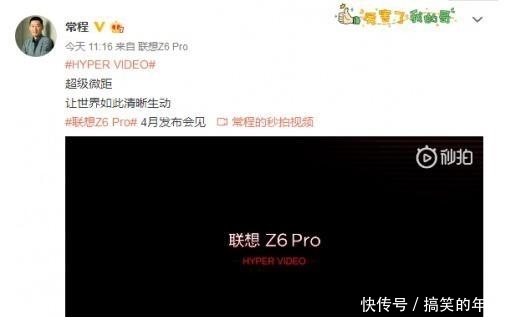 常程
今天 11:16 来自 联想Z6 Pro
#HYPER VIDEO#
超级微距
让世界如此清晰生动
#联想Z6 Pro# 4月发布会见 常程的秒拍视频
秒拍
联想 Z6 Pro
HYPER VIDEO
快传号/搞笑的年